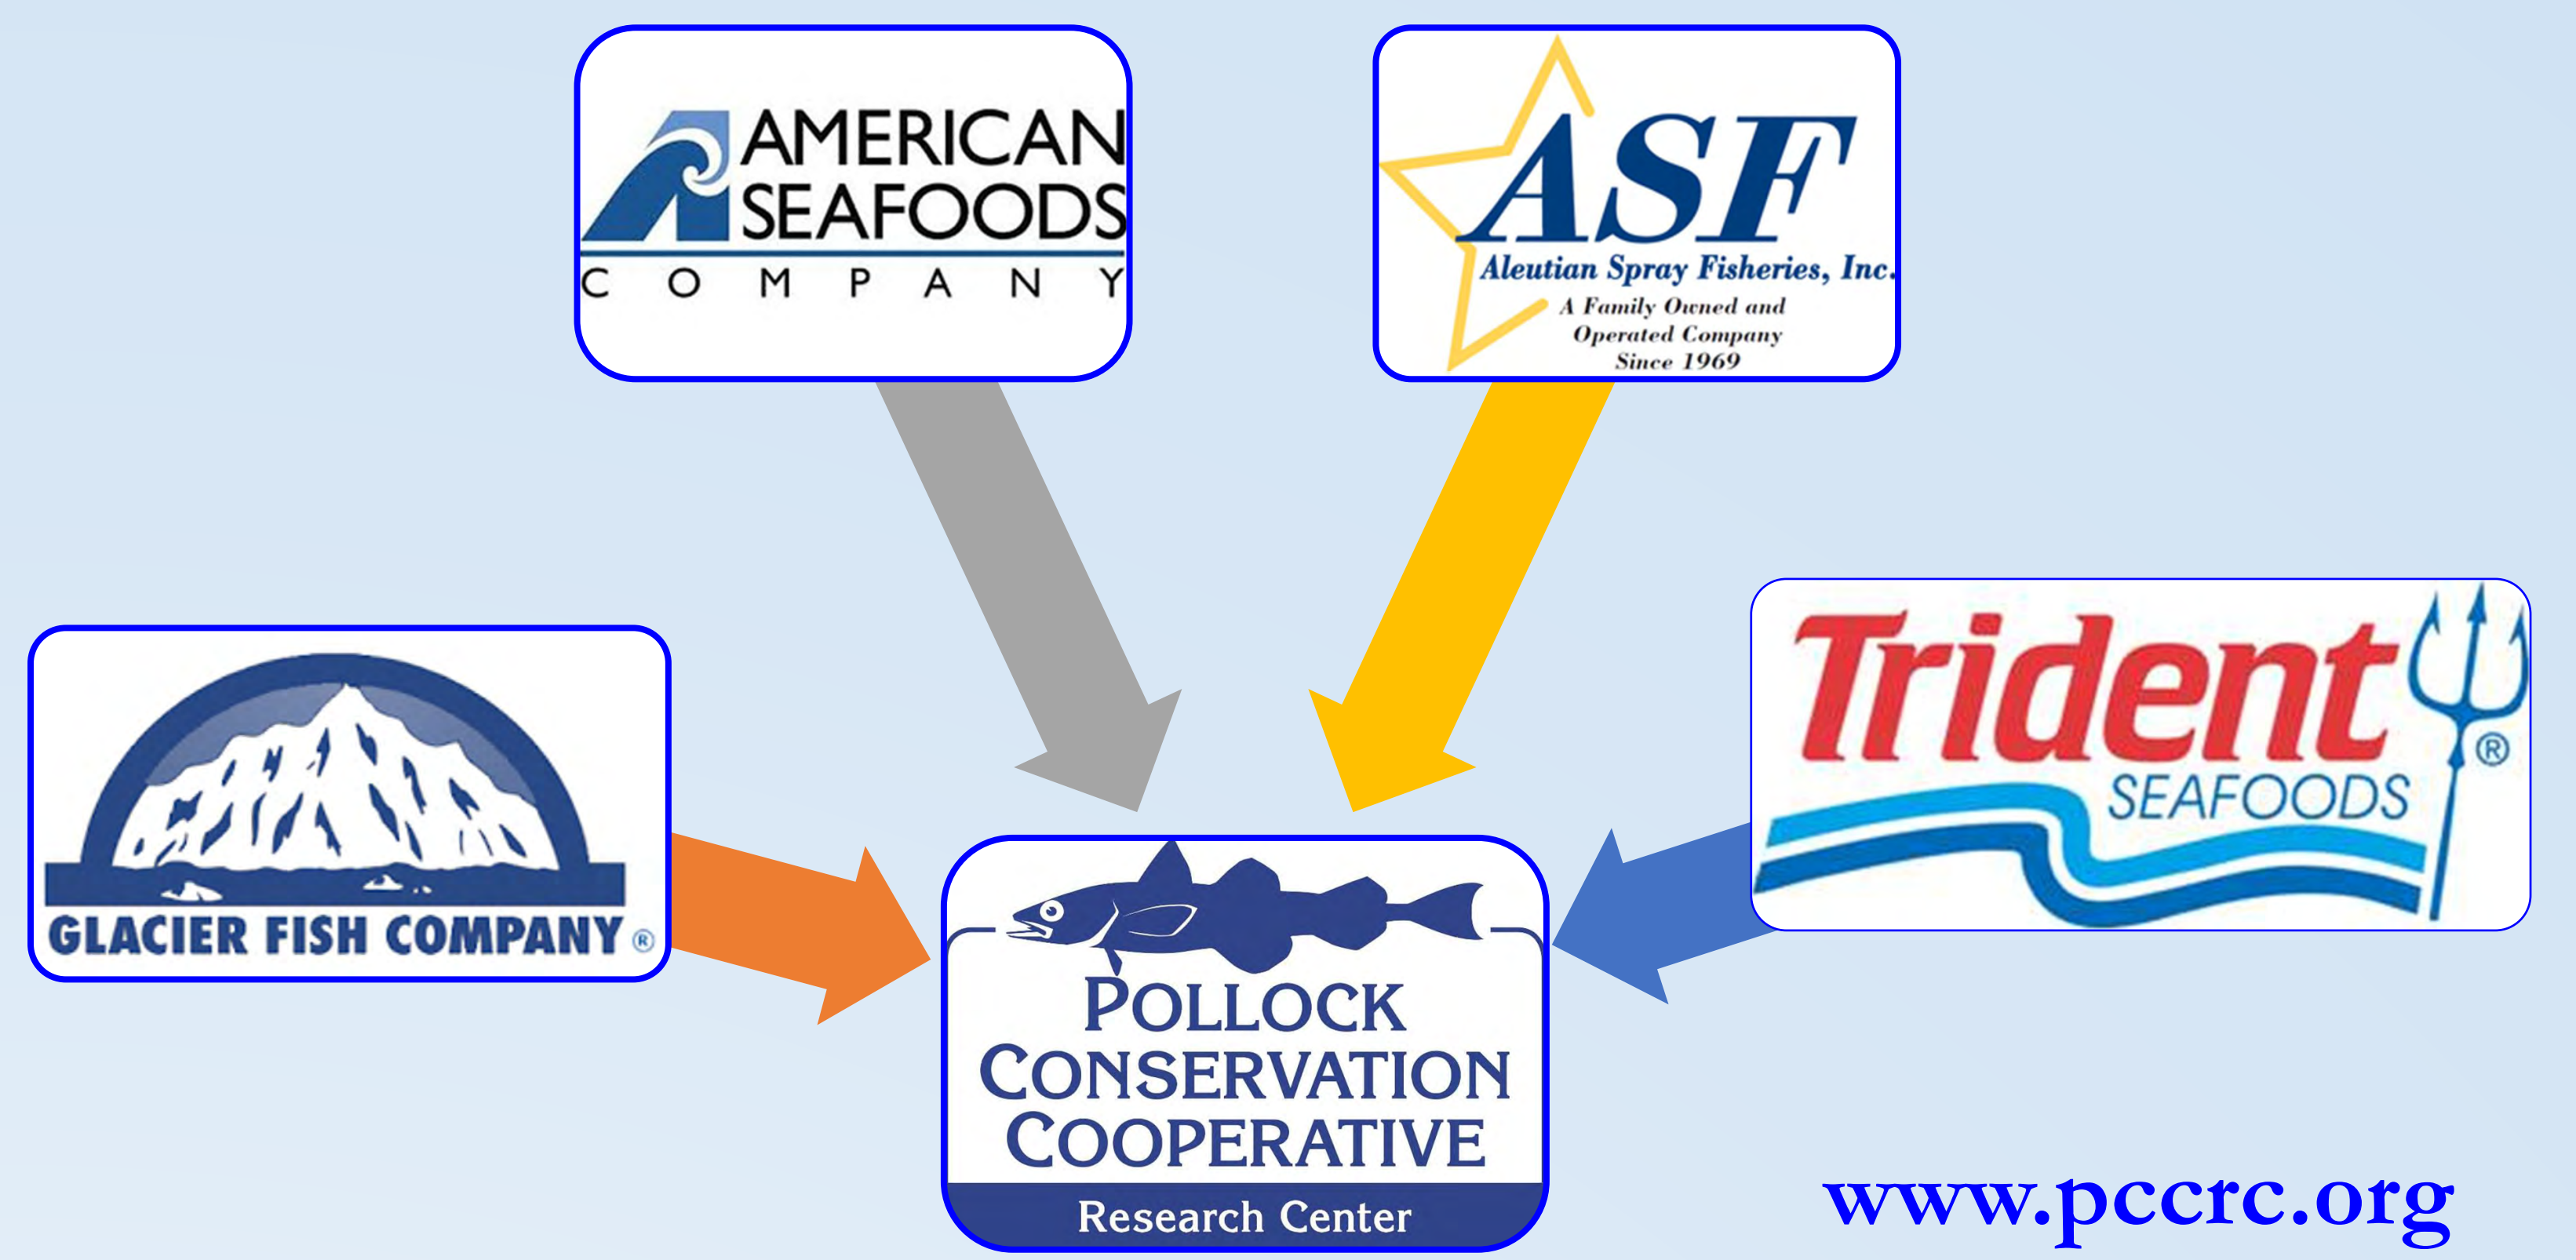 AMERICAN
SEAFOODS
COMPANY
ASF
Aleutian Spray Fisheries, Inc.
A Family Owned and
Operated Company
Since 1969
GLACIER FISH COMPANY ®
Trident
®
SEAFOODS
POLLOCK
CONSERVATION
COOPERATIVE
Research Center
www.pccrc.org